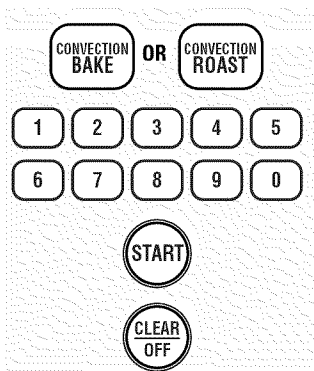 CONVECTION BAKE OR CONVECTION ROAST
1 2 3 4 5
6 7 8 9 0
START
CLEAR
OFF